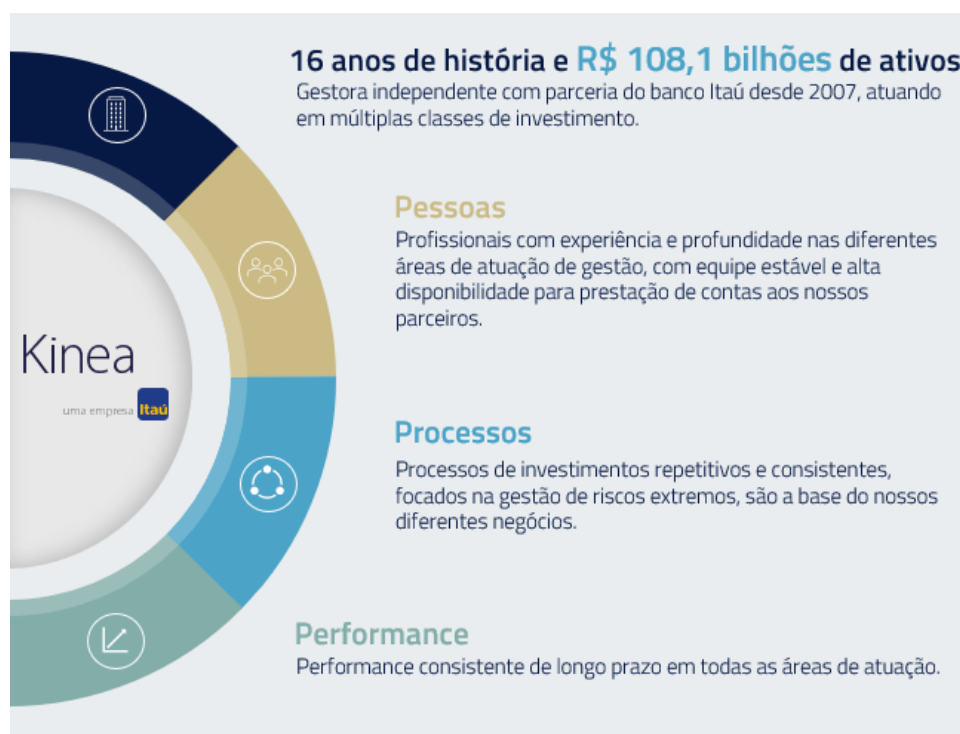 16 anos de história e R$ 108,1 bilhões de ativos
Gestora independente com parceria do banco Itaú desde 2007, atuando
em múltiplas classes de investimento.
Pessoas
Profissionais com experiência e profundidade nas diferentes
áreas de atuação de gestão, com equipe estável e alta
disponibilidade para prestação de contas aos nossos
parceiros.
Kinea
uma empresa Itaú
Processos
Processos de investimentos repetitivos e consistentes,
focados na gestão de riscos extremos, são a base do nossos
diferentes negócios.
Performance
Performance consistente de longo prazo em todas as áreas de atuação.